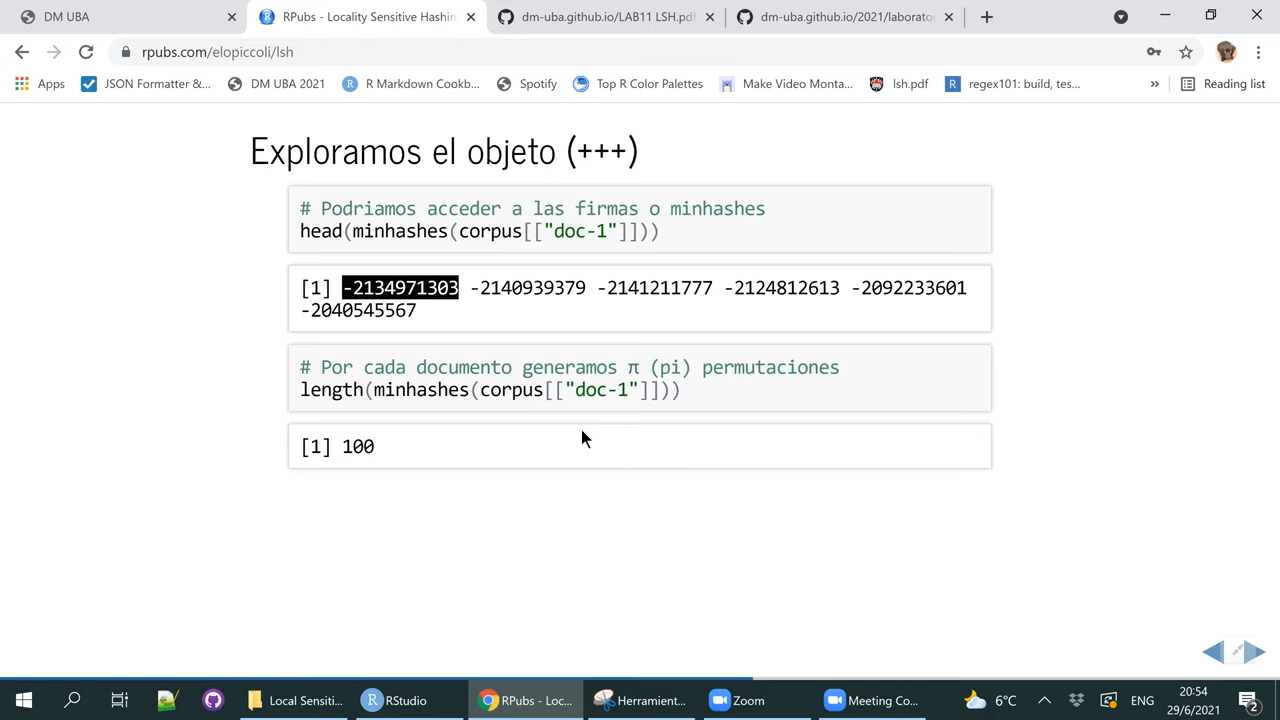 DM UBA
RPubs - Locality Sensitive Hashin
dm-uba.github.io/LAB11 LSH.pdf
dm-uba.github.io/2021/laborator
rpubs.com/elopiccoli/lsh
Apps
JSON Formatter &...
DM UBA 2021
R Markdown Cookb...
Spotify
Top R Color Palettes
Make Video Monta...
lsh.pdf
regex101: build, tes...
»
Reading list
Exploramos el objeto (+++)
# Podriamos acceder a las firmas o minhashes
head(minhashes(corpus[["doc-1"]]))
[1] -2134971303 -2140939379 -2141211777 -2124812613 -2092233601
-2040545567
# Por cada documento generamos π (pi) permutaciones
length(minhashes(corpus[["doc-1"]]))
[1] 100
Local Sensiti...
RStudio
RPubs - Loc...
Herramient...
Zoom
Meeting Co...
6°C
ENG
20:54
29/6/2021
2